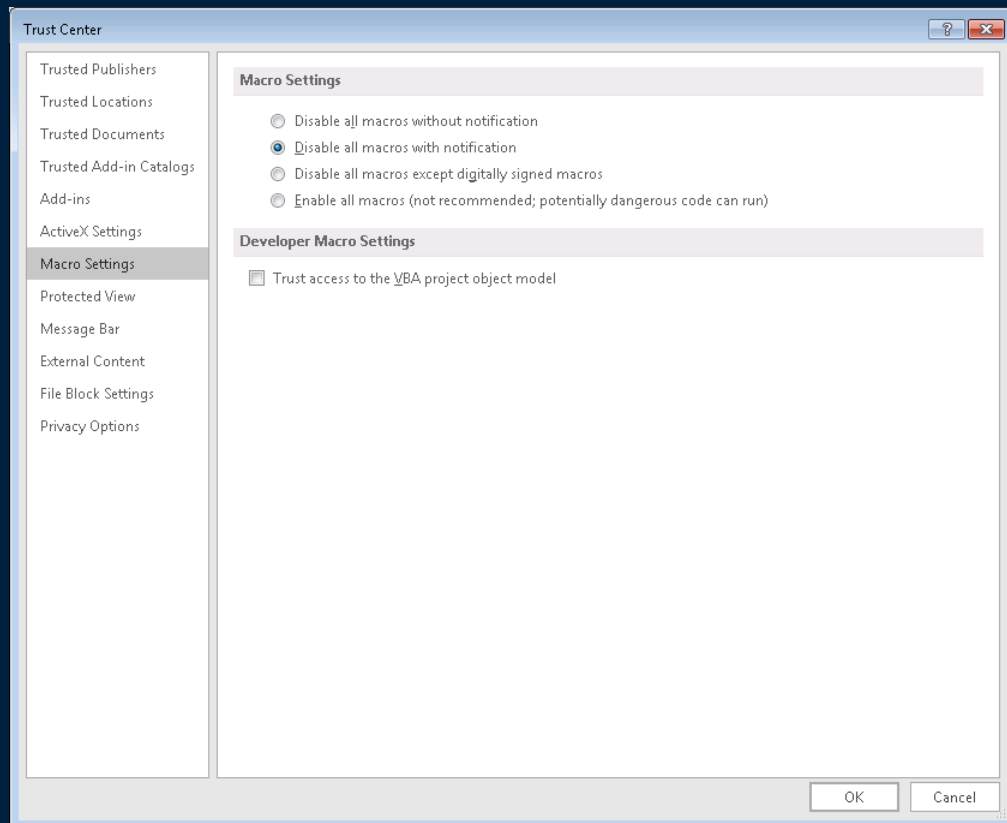 Trust Center
?
Trusted Publishers
Trusted Locations
Trusted Documents
Trusted Add-in Catalogs
Add-ins
ActiveX Settings
Macro Settings
Protected View
Message Bar
External Content
File Block Settings
Privacy Options
Macro Settings
Disable all macros without notification
Disable all macros with notification
Disable all macros except digitally signed macros
Enable all macros (not recommended; potentially dangerous code can run)
Developer Macro Settings
Trust access to the VBA project object model
OK
Cancel